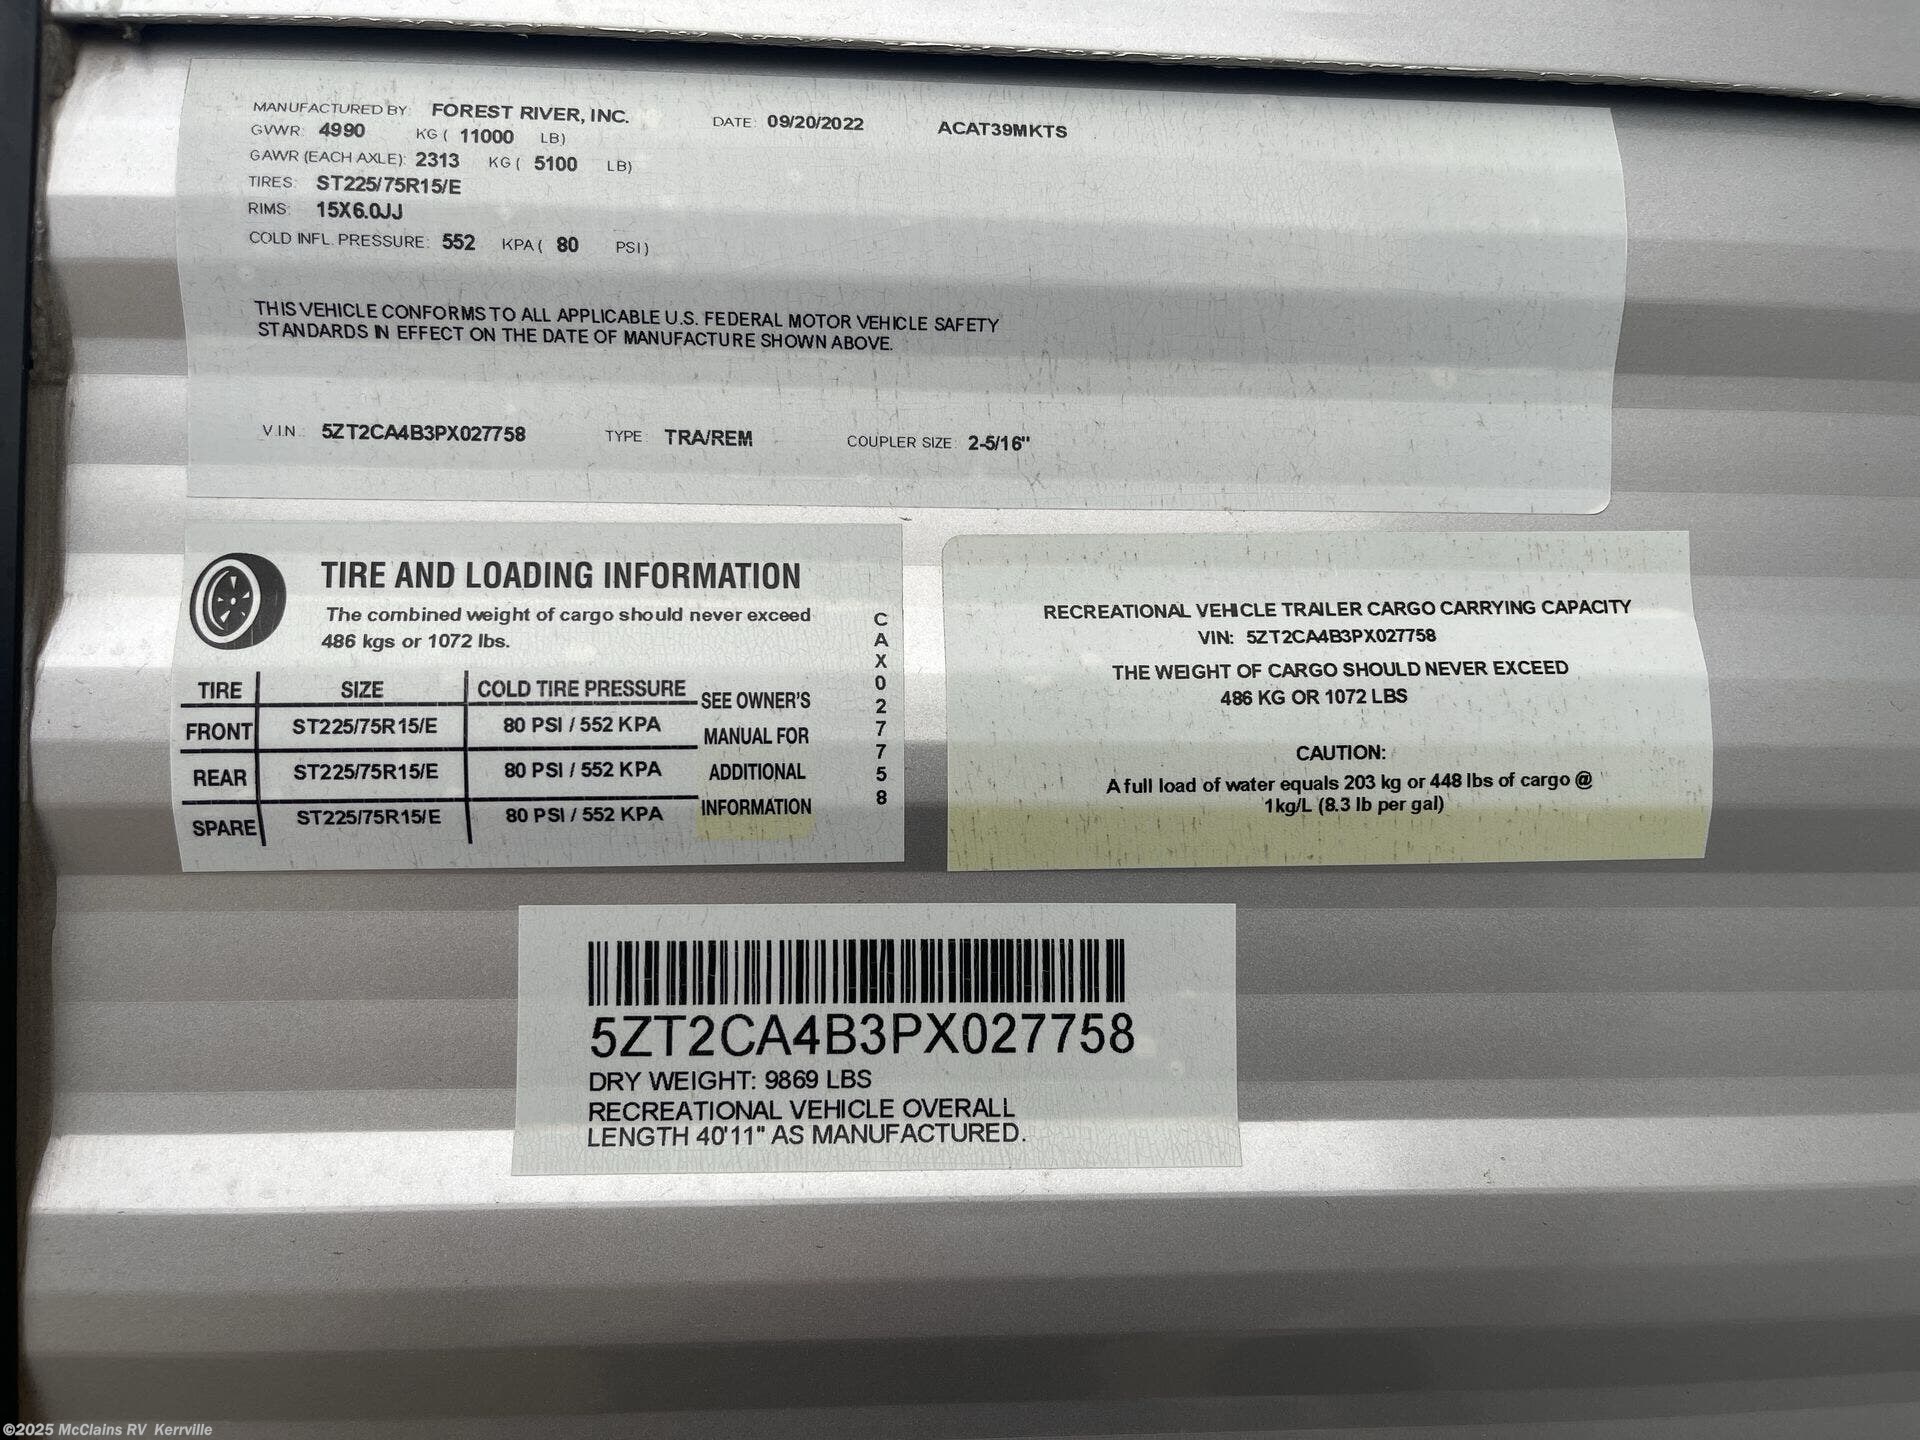 MANUFACTURED BY: FOREST RIVER, INC. DATE: 09/20/2022 ACAT39MKTS
GVWR: 4990 KG ( 11000 LB)
GAWR (EACH AXLE): 2313 KG ( 5100 LB)
TIRES: ST225/75R15/E
RIMS: 15X6.0JJ
COLD INFL. PRESSURE: 552 KPA ( 80 PSI)
THIS VEHICLE CONFORMS TO ALL APPLICABLE U.S. FEDERAL MOTOR VEHICLE SAFETY
STANDARDS IN EFFECT ON THE DATE OF MANUFACTURE SHOWN ABOVE.
V.I.N.: 5ZT2CA4B3PX027758 TYPE: TRA/REM COUPLER SIZE: 2-5/16"
TIRE AND LOADING INFORMATION
The combined weight of cargo should never exceed
486 kgs or 1072 lbs.
TIRE SIZE COLD TIRE PRESSURE
FRONT ST225/75R15/E 80 PSI / 552 KPA
REAR ST225/75R15/E 80 PSI / 552 KPA
SPARE ST225/75R15/E 80 PSI / 552 KPA
SEE OWNER'S
MANUAL FOR
ADDITIONAL
INFORMATION
CAX027758
RECREATIONAL VEHICLE TRAILER CARGO CARRYING CAPACITY
VIN: 5ZT2CA4B3PX027758
THE WEIGHT OF CARGO SHOULD NEVER EXCEED
486 KG OR 1072 LBS
CAUTION:
A full load of water equals 203 kg or 448 lbs of cargo @
1kg/L (8.3 lb per gal)
5ZT2CA4B3PX027758
DRY WEIGHT: 9869 LBS
RECREATIONAL VEHICLE OVERALL
LENGTH 40'11" AS MANUFACTURED.
©2025 McClains RV Kerrville